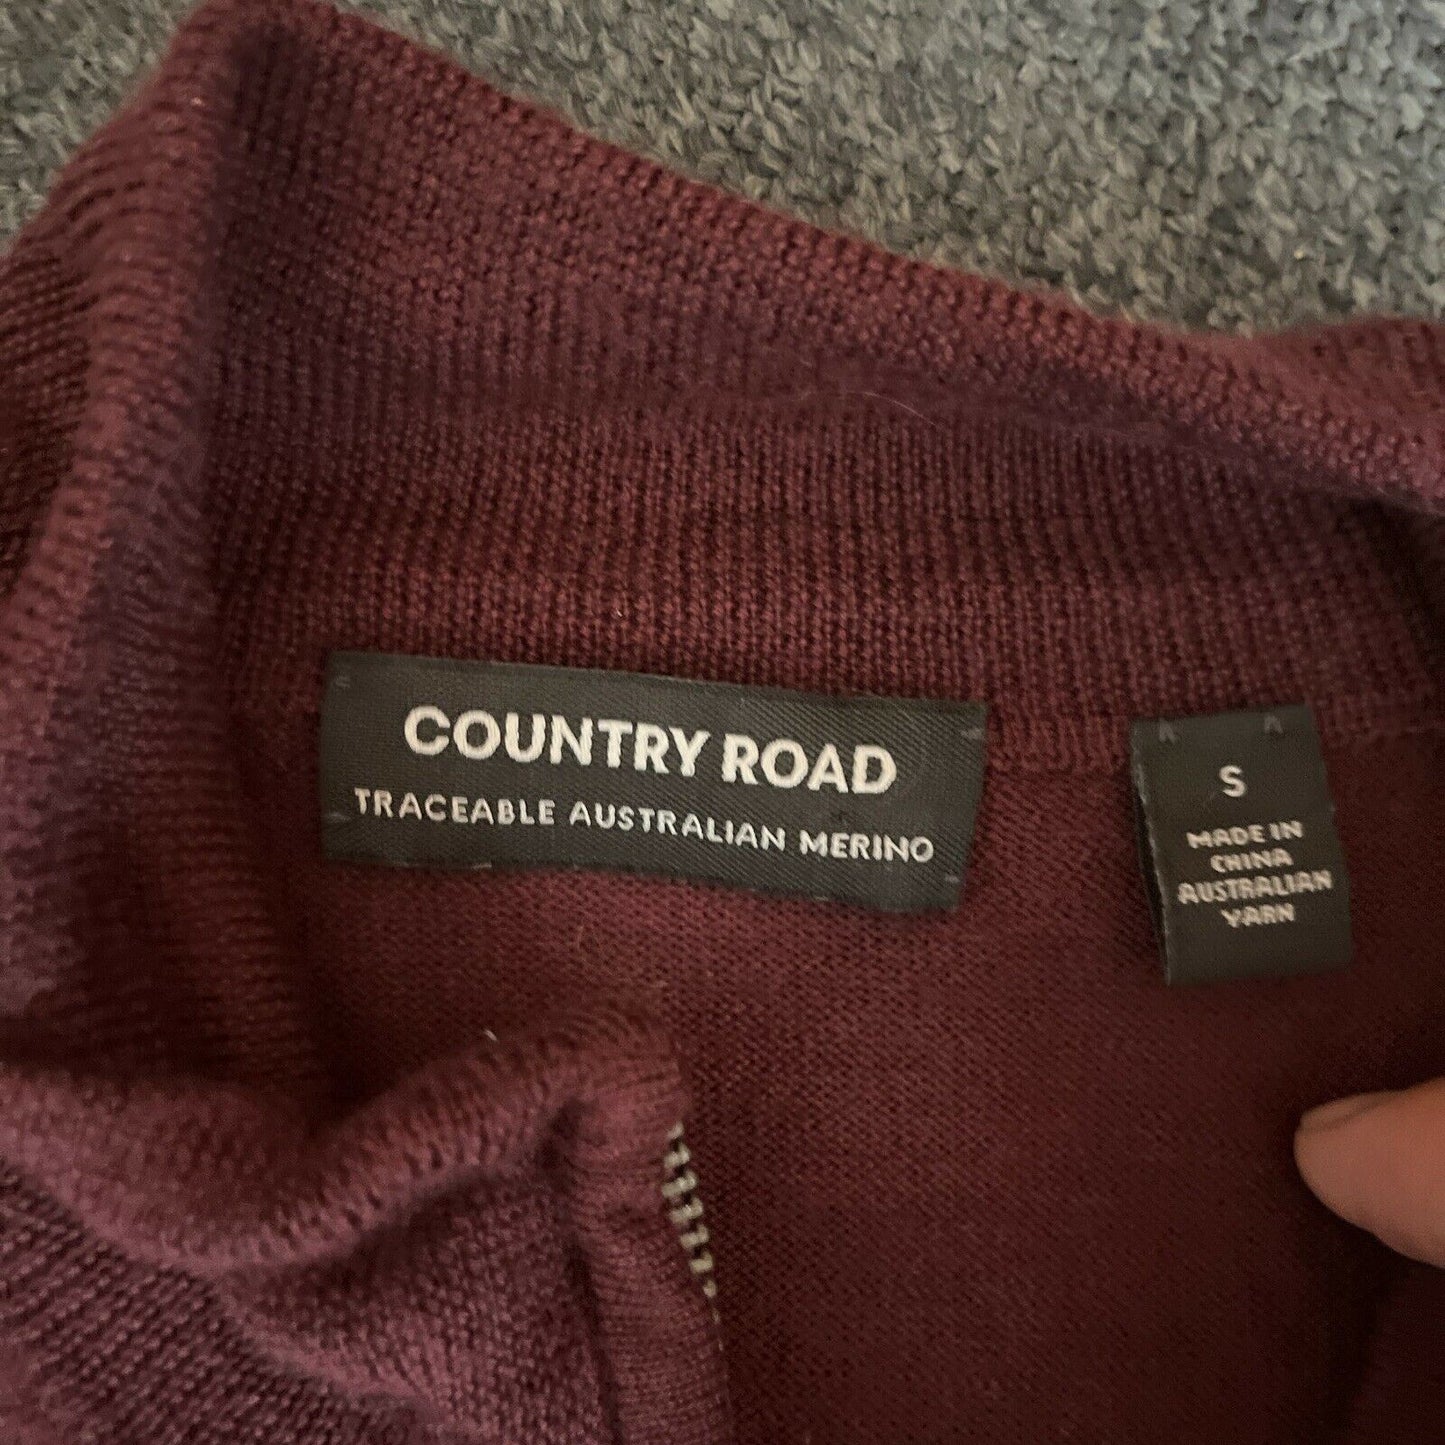 COUNTRY ROAD
TRACEABLE AUSTRALIAN MERINO
S
MADE IN
CHINA
AUSTRALIAN
YARN